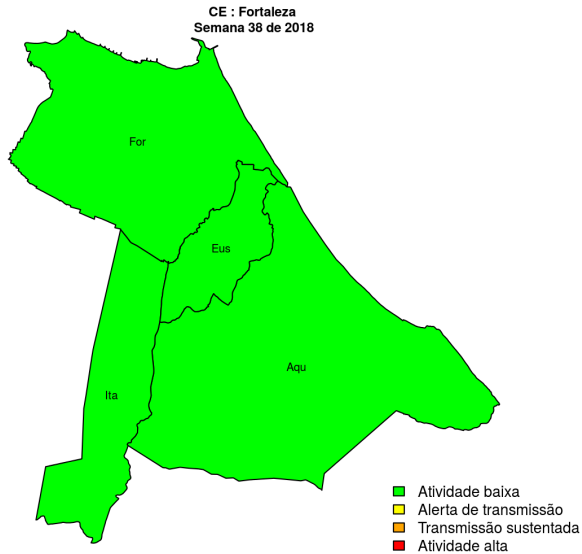 CE : Fortaleza
Semana 38 de 2018
For
Eus
Aqu
Ita
Atividade baixa
Alerta de transmissão
Transmissão sustentada
Atividade alta